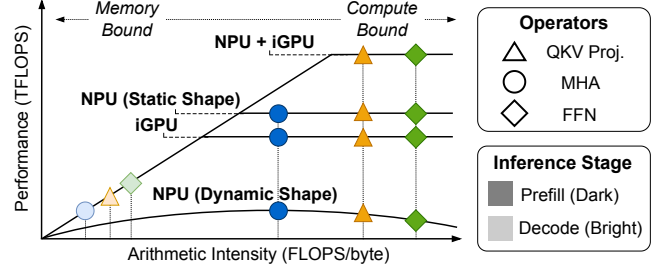 Memory
Bound
Compute
Bound
NPU + iGPU
NPU (Static Shape)
iGPU
NPU (Dynamic Shape)
Performance (TFLOPS)
Arithmetic Intensity (FLOPS/byte)
Operators
QKV Proj.
MHA
FFN
Inference Stage
Prefill (Dark)
Decode (Bright)